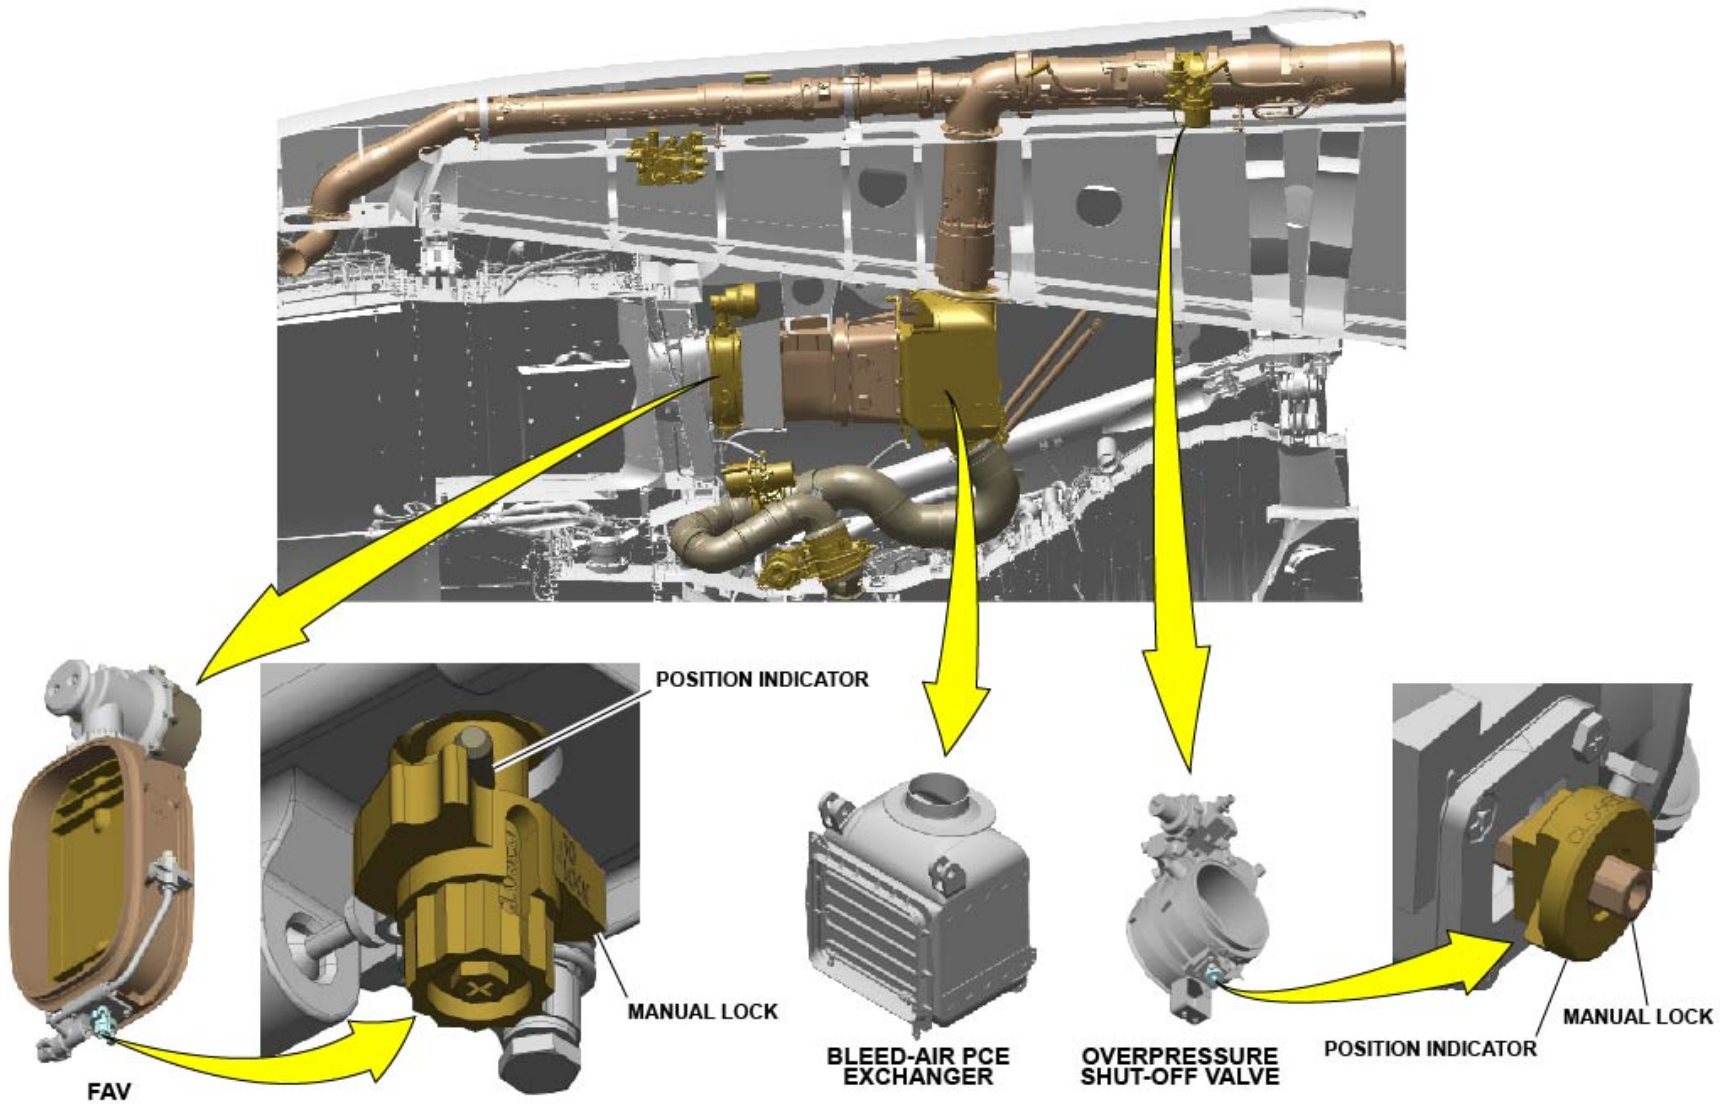 POSITION INDICATOR
MANUAL LOCK
FAV
BLEED-AIR PCE
EXCHANGER
OVERPRESSURE
SHUT-OFF VALVE
POSITION INDICATOR
MANUAL LOCK